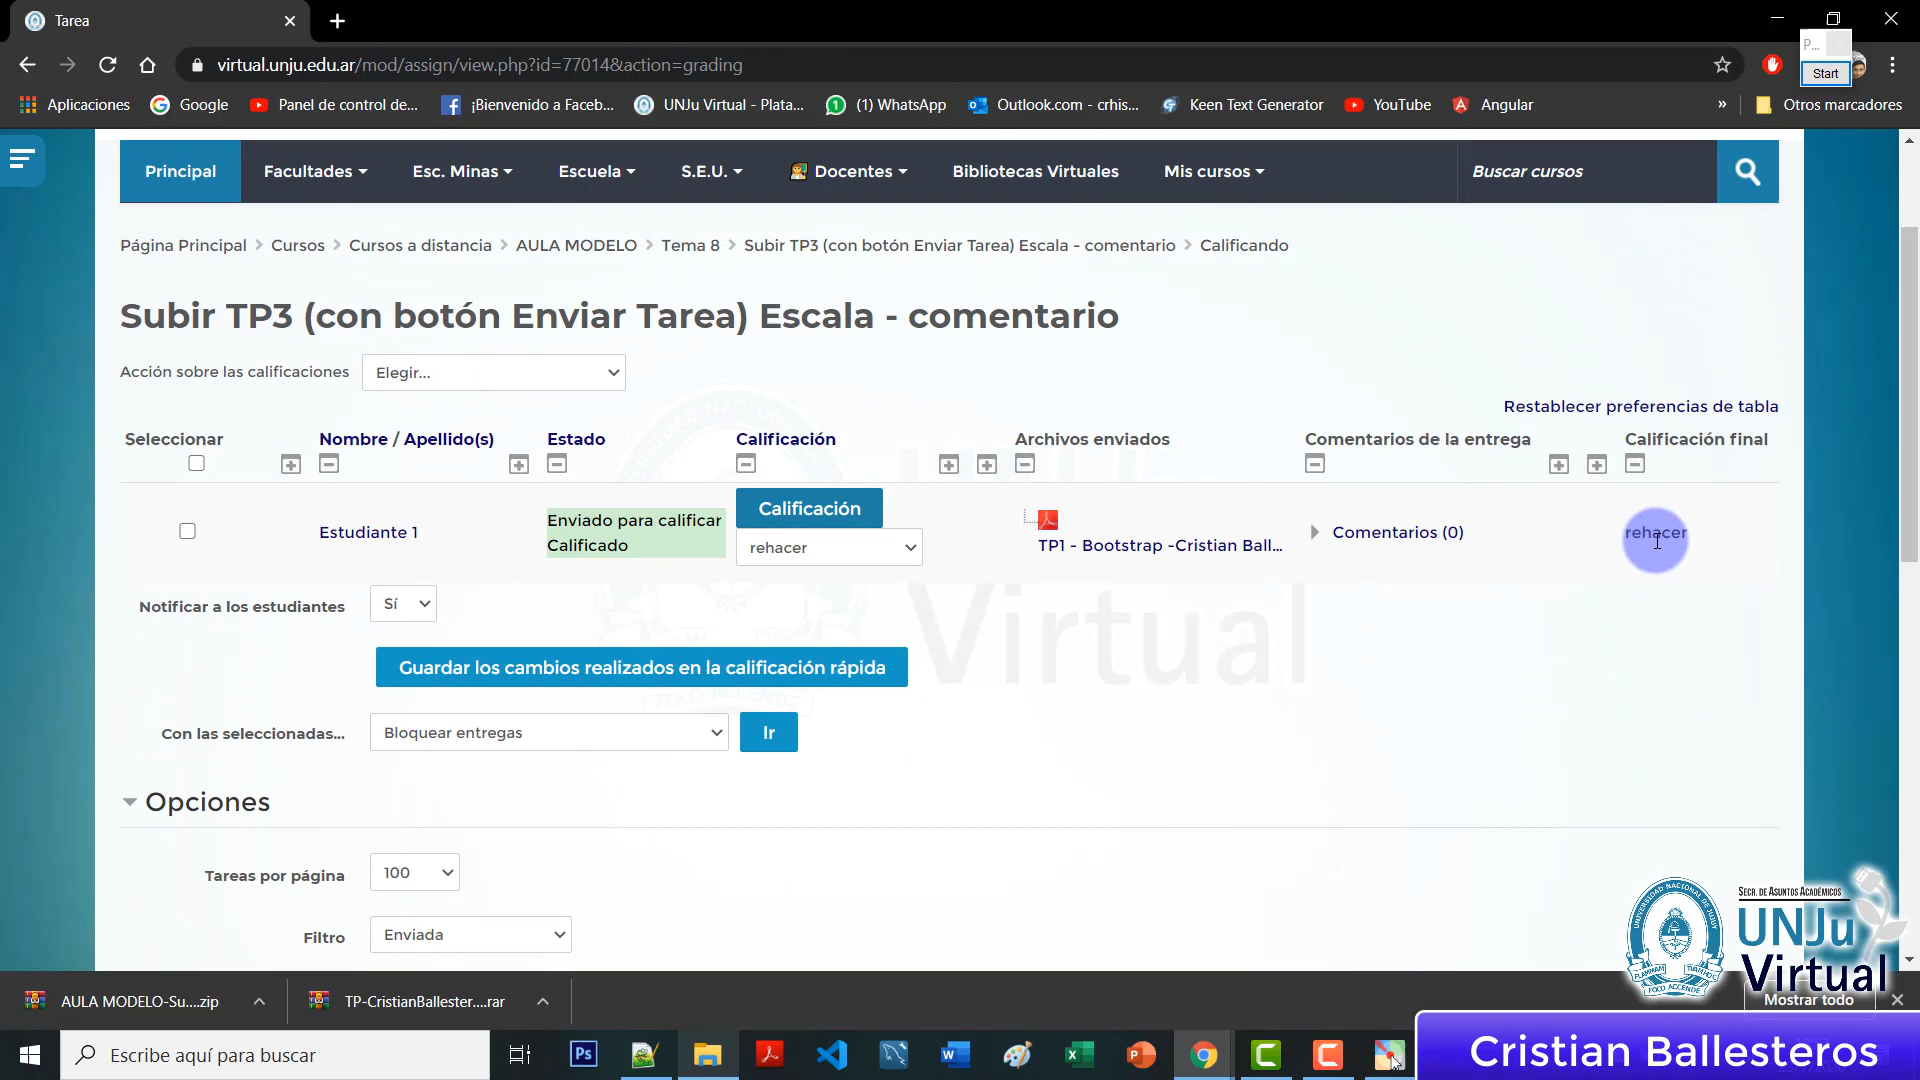 Tarea
P...
Start
virtual.unju.edu.ar/mod/assign/view.php?id=77014&action=grading
Aplicaciones
Google
Panel de control de...
¡Bienvenido a Faceb...
UNJu Virtual - Plata...
(1) WhatsApp
Outlook.com - crhis...
Keen Text Generator
YouTube
Angular
»
Otros marcadores
Principal
Facultades
Esc. Minas
Escuela
S.E.U.
Docentes
Bibliotecas Virtuales
Mis cursos
Buscar cursos
Página Principal > Cursos > Cursos a distancia > AULA MODELO > Tema 8 > Subir TP3 (con botón Enviar Tarea) Escala - comentario > Calificando
Subir TP3 (con botón Enviar Tarea) Escala - comentario
Acción sobre las calificaciones
Elegir...
Restablecer preferencias de tabla
Seleccionar
Nombre / Apellido(s)
Estado
Calificación
Archivos enviados
Comentarios de la entrega
Calificación final
Estudiante 1
Enviado para calificar
Calificado
Calificación
rehacer
TP1 - Bootstrap -Cristian Ball...
Comentarios (0)
rehacer
Notificar a los estudiantes
Sí
Guardar los cambios realizados en la calificación rápida
Virtual
Con las seleccionadas...
Bloquear entregas
Ir
Opciones
Tareas por página
100
Filtro
Enviada
SECR. DE ASUNTOS ACADÉMICOS
UNJu
Virtual
AULA MODELO-Su....zip
TP-CristianBallester....rar
Mostrar todo
Escribe aquí para buscar
Cristian Ballesteros